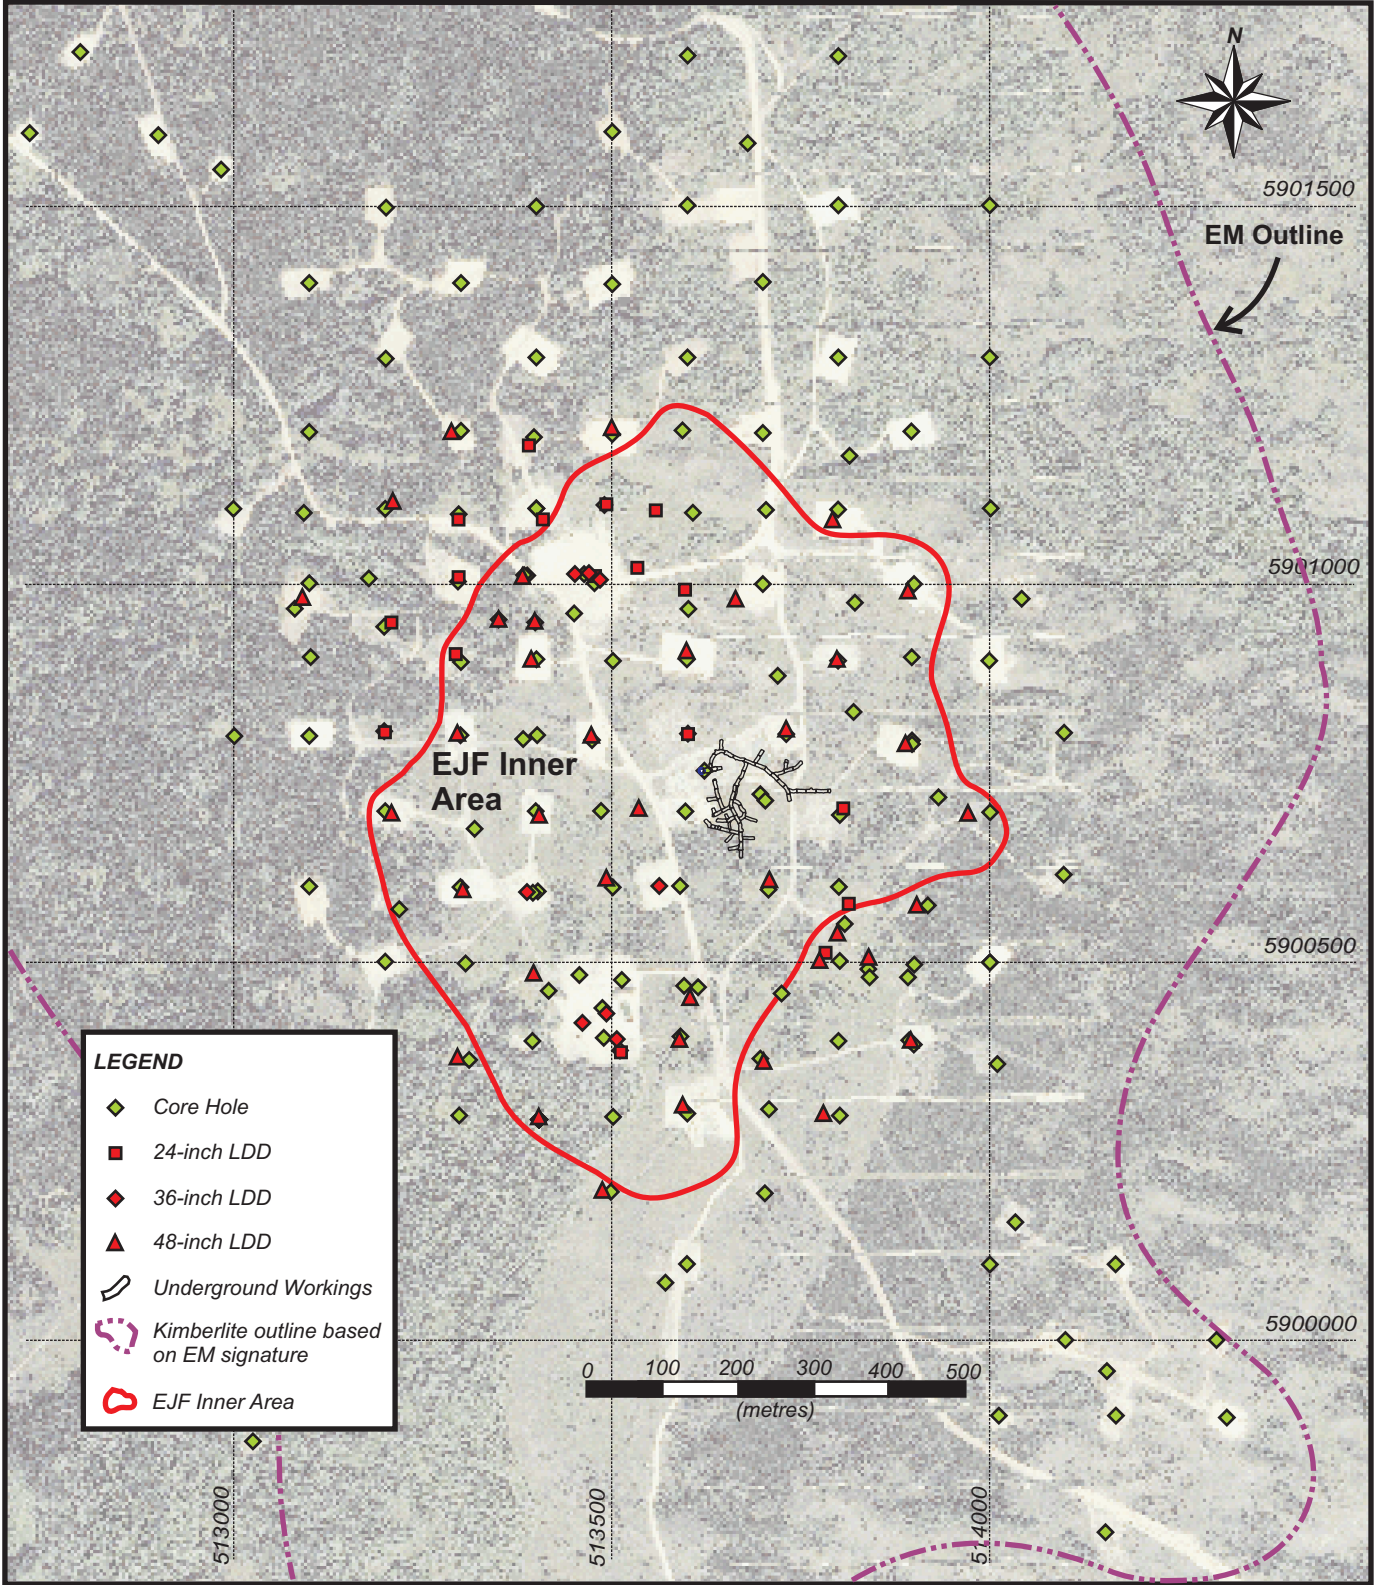 N
5901500
EM Outline
5901000
EJF Inner
Area
5900500
LEGEND
Core Hole
24-inch LDD
36-inch LDD
48-inch LDD
Underground Workings
Kimberlite outline based
on EM signature
EJF Inner Area
5900000
0 100 200 300 400 500
(metres)
513000
513500
514000